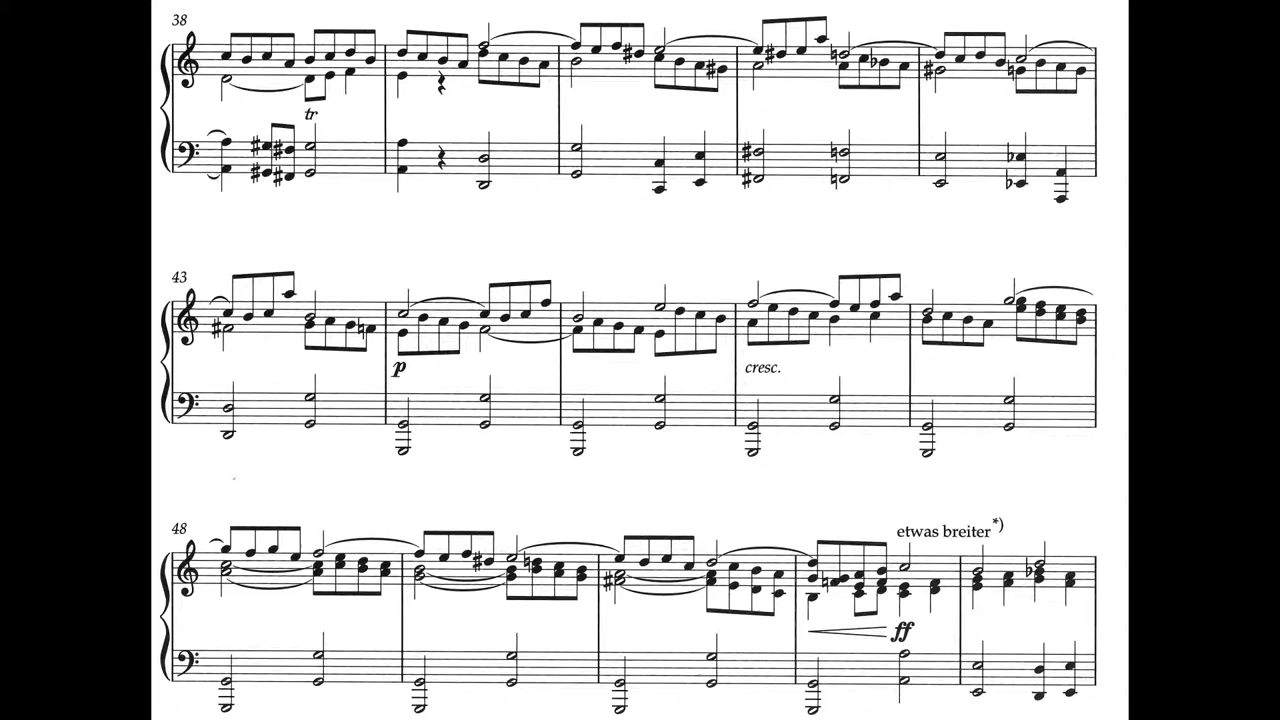 38
tr
43
p
cresc.
48
etwas breiter *)
ff